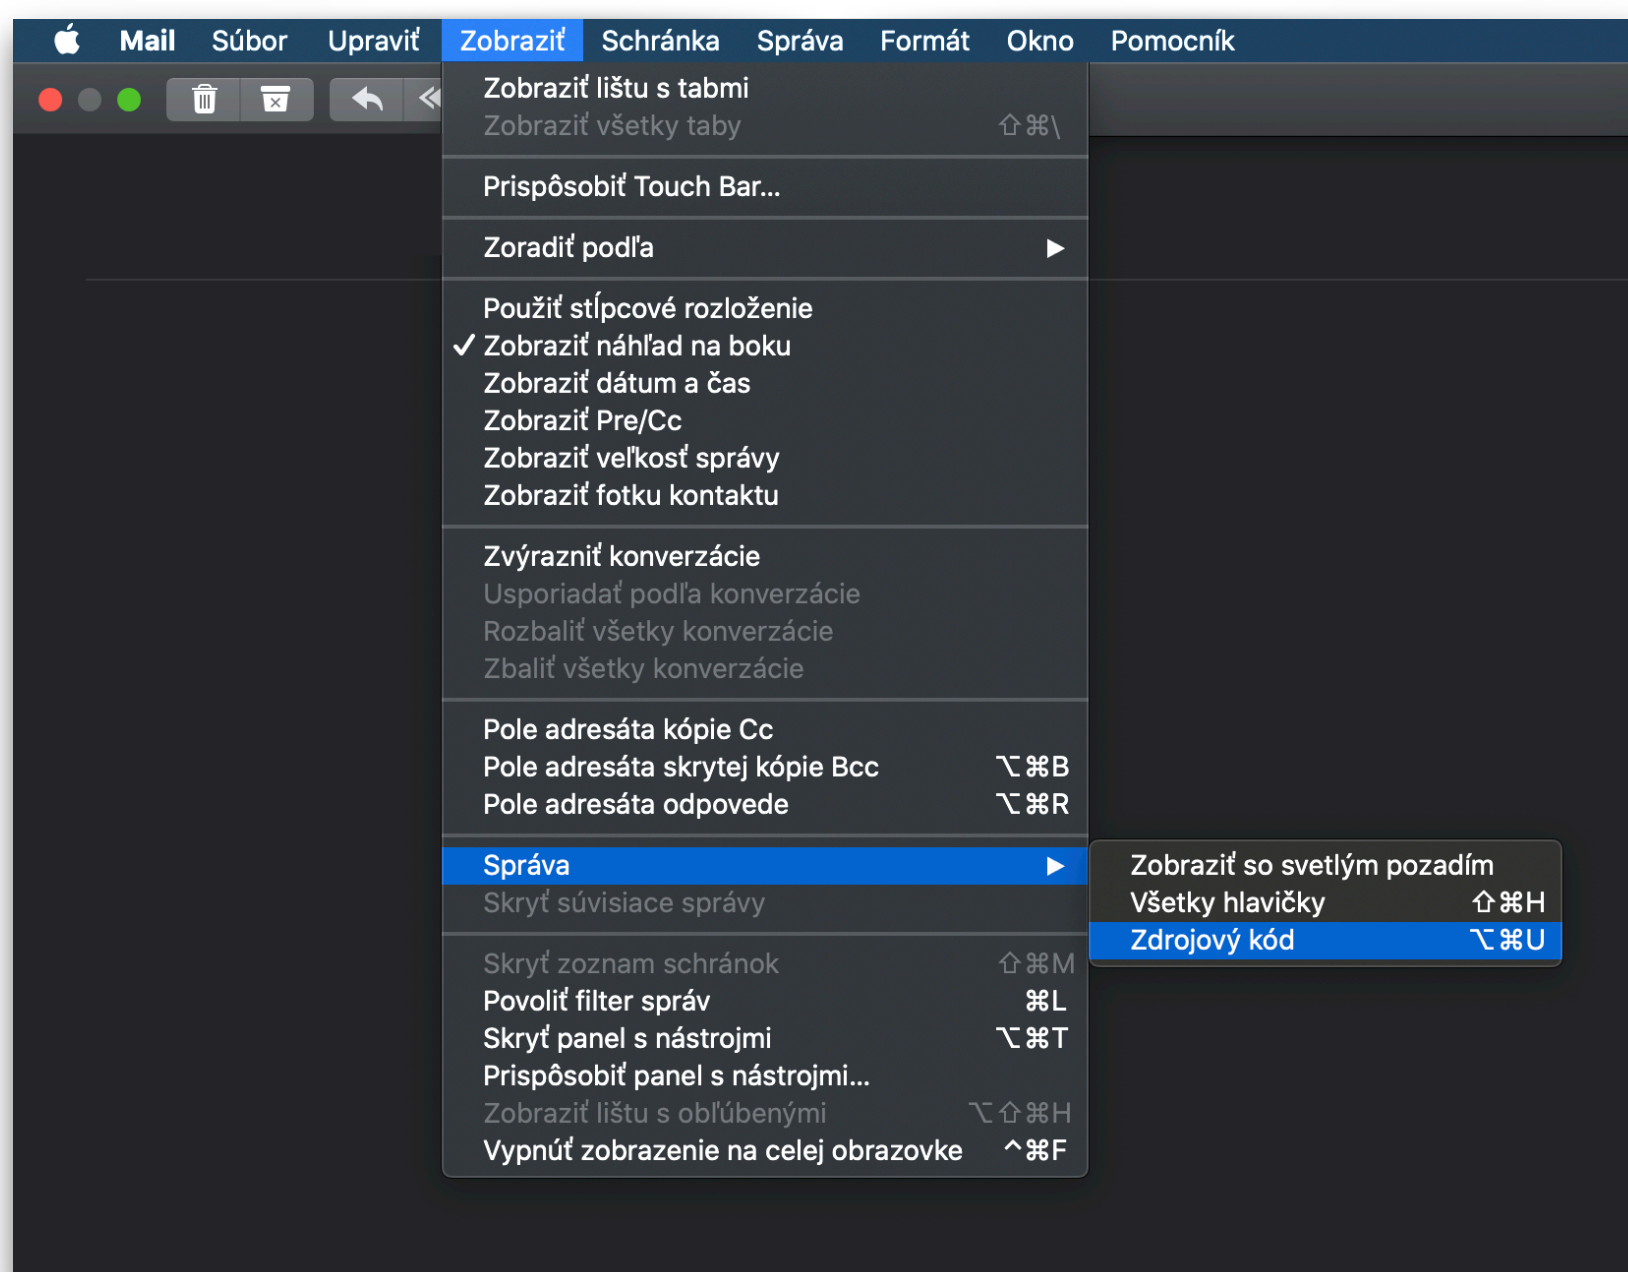 Mail Súbor Upraviť Zobraziť Schránka Správa Formát Okno Pomocník
Zobraziť lištu s tabmi
Zobraziť všetky taby ⇧⌘\
Prispôsobiť Touch Bar...
Zoradiť podľa ▶
Použiť stĺpcové rozloženie
✓ Zobraziť náhľad na boku
Zobraziť dátum a čas
Zobraziť Pre/Cc
Zobraziť veľkosť správy
Zobraziť fotku kontaktu
Zvýrazniť konverzácie
Usporiadať podľa konverzácie
Rozbaliť všetky konverzácie
Zbaliť všetky konverzácie
Pole adresáta kópie Cc
Pole adresáta skrytej kópie Bcc ⌥⌘B
Pole adresáta odpovede ⌥⌘R
Správa ▶
Skryť súvisiace správy
Skryť zoznam schránok ⇧⌘M
Povoliť filter správ ⌘L
Skryť panel s nástrojmi ⌥⌘T
Prispôsobiť panel s nástrojmi...
Zobraziť lištu s obľúbenými ⌥⇧⌘H
Vypnúť zobrazenie na celej obrazovke ^⌘F
Zobraziť so svetlým pozadím
Všetky hlavičky ⇧⌘H
Zdrojový kód ⌥⌘U